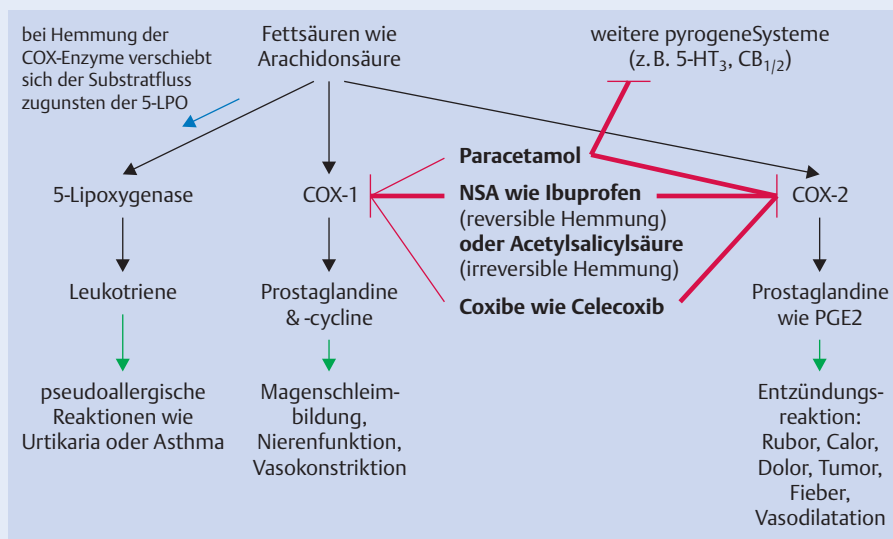 bei Hemmung der
COX-Enzyme verschiebt
sich der Substratfluss
zugunsten der 5-LPO
Fettsäuren wie
Arachidonsäure
weitere pyrogeneSysteme
(z. B. 5-HT₃, CB₁/₂)
Paracetamol
5-Lipoxygenase
COX-1
NSA wie Ibuprofen
(reversible Hemmung)
oder Acetylsalicylsäure
(irreversible Hemmung)
COX-2
Leukotriene
Prostaglandine
& -cycline
Coxibe wie Celecoxib
Prostaglandine
wie PGE2
pseudoallergische
Reaktionen wie
Urtikaria oder Asthma
Magenschleim-
bildung,
Nierenfunktion,
Vasokonstriktion
Entzündungs-
reaktion:
Rubor, Calor,
Dolor, Tumor,
Fieber,
Vasodilatation